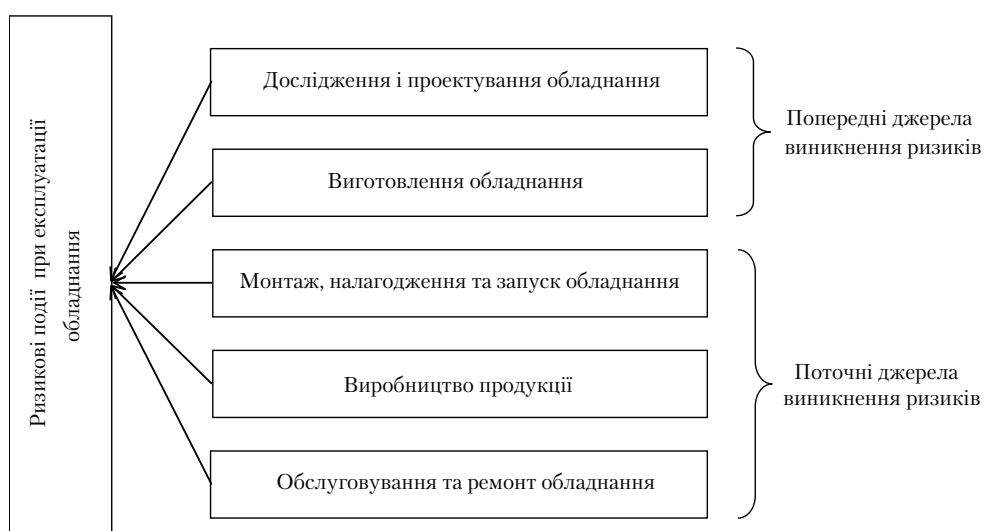 Ризикові події при експлуатації
обладнання
Дослідження і проектування обладнання
Виготовлення обладнання
Монтаж, налагодження та запуск обладнання
Виробництво продукції
Обслуговування та ремонт обладнання
Попередні джерела
виникнення ризиків
Поточні джерела
виникнення ризиків